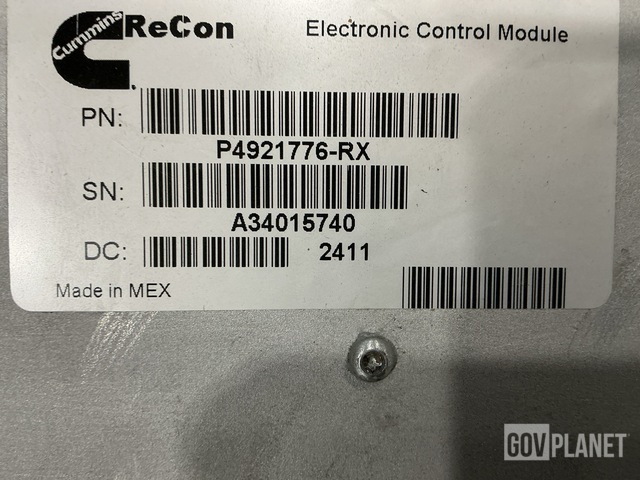 Cummins ReCon Electronic Control Module
PN:
P4921776-RX
SN:
A34015740
DC: 2411
Made in MEX
GOVPLANET